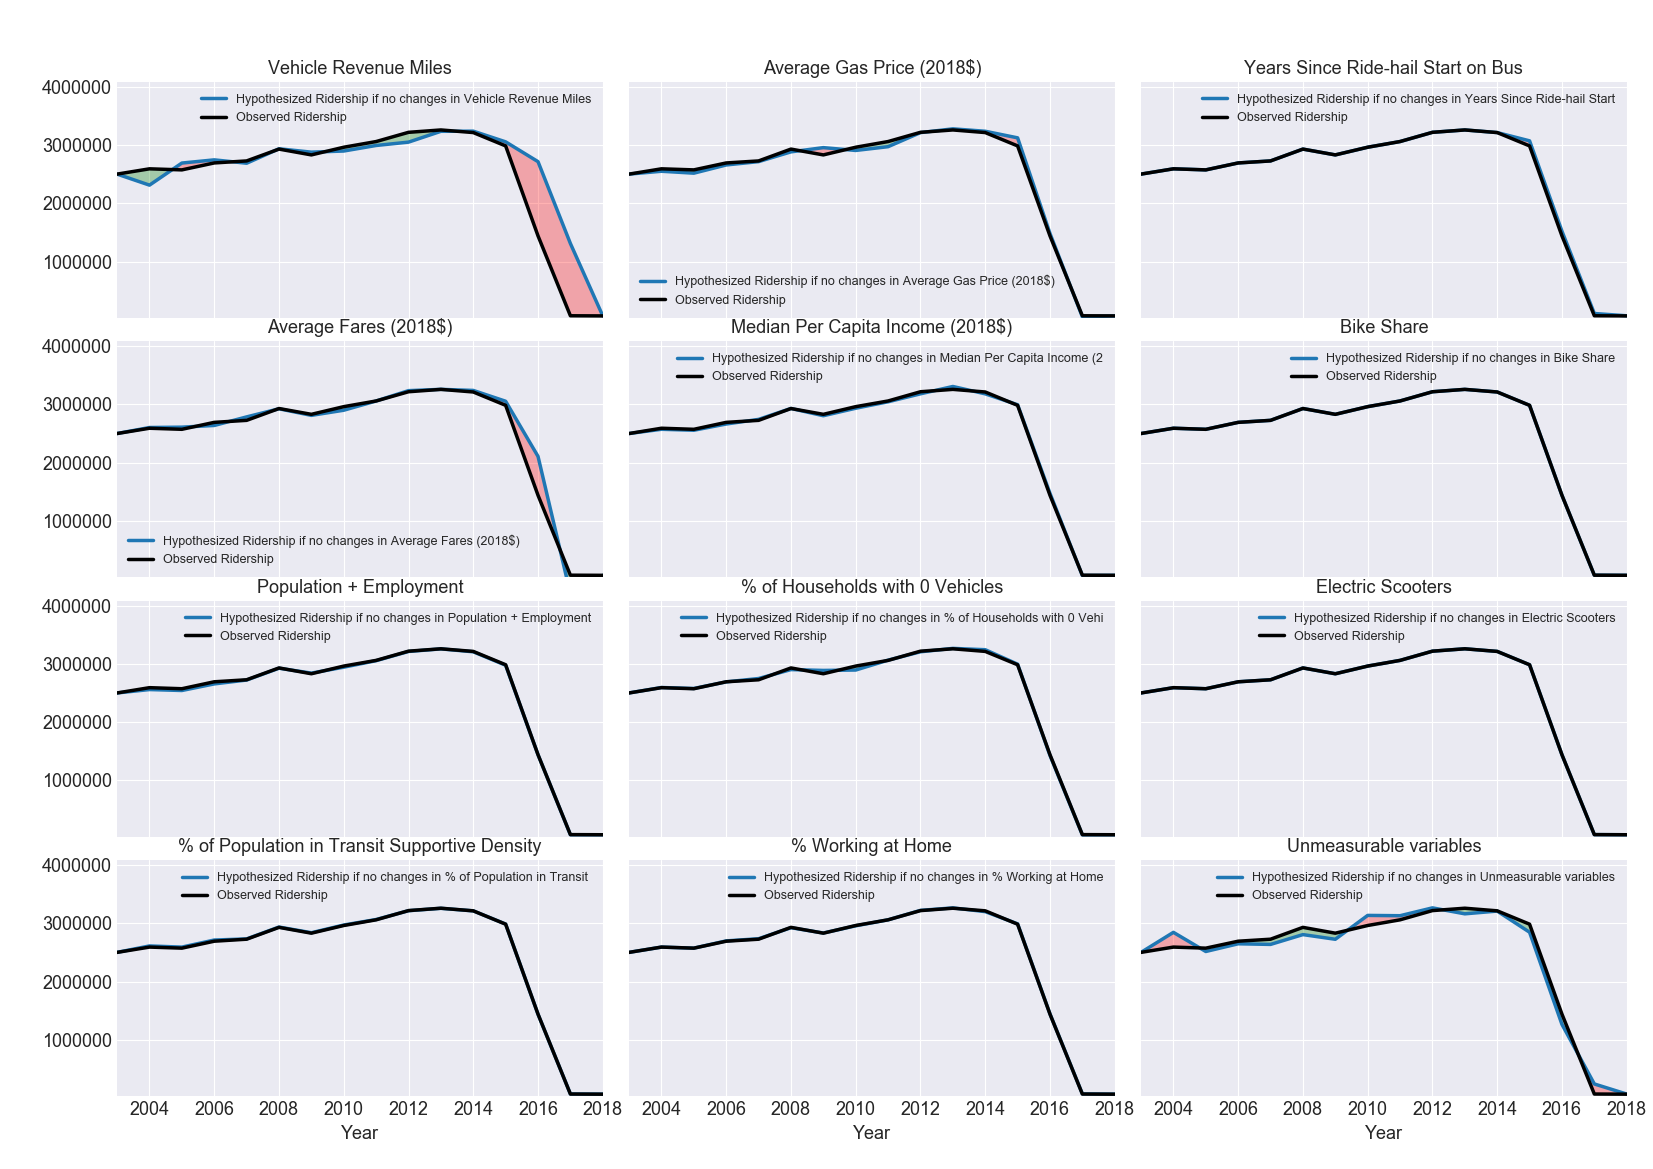 Vehicle Revenue Miles
Average Gas Price (2018$)
Years Since Ride-hail Start on Bus
4000000
3000000
2000000
1000000
Hypothesized Ridership if no changes in Vehicle Revenue Miles
Observed Ridership
Hypothesized Ridership if no changes in Average Gas Price (2018$)
Observed Ridership
Hypothesized Ridership if no changes in Years Since Ride-hail Start
Observed Ridership
Average Fares (2018$)
Median Per Capita Income (2018$)
Bike Share
4000000
3000000
2000000
1000000
Hypothesized Ridership if no changes in Average Fares (2018$)
Observed Ridership
Hypothesized Ridership if no changes in Median Per Capita Income (2
Observed Ridership
Hypothesized Ridership if no changes in Bike Share
Observed Ridership
Population + Employment
% of Households with 0 Vehicles
Electric Scooters
4000000
3000000
2000000
1000000
Hypothesized Ridership if no changes in Population + Employment
Observed Ridership
Hypothesized Ridership if no changes in % of Households with 0 Vehi
Observed Ridership
Hypothesized Ridership if no changes in Electric Scooters
Observed Ridership
% of Population in Transit Supportive Density
% Working at Home
Unmeasurable variables
4000000
3000000
2000000
1000000
Hypothesized Ridership if no changes in % of Population in Transit
Observed Ridership
Hypothesized Ridership if no changes in % Working at Home
Observed Ridership
Hypothesized Ridership if no changes in Unmeasurable variables
Observed Ridership
2004 2006 2008 2010 2012 2014 2016 2018
2004 2006 2008 2010 2012 2014 2016 2018
2004 2006 2008 2010 2012 2014 2016 2018
Year
Year
Year